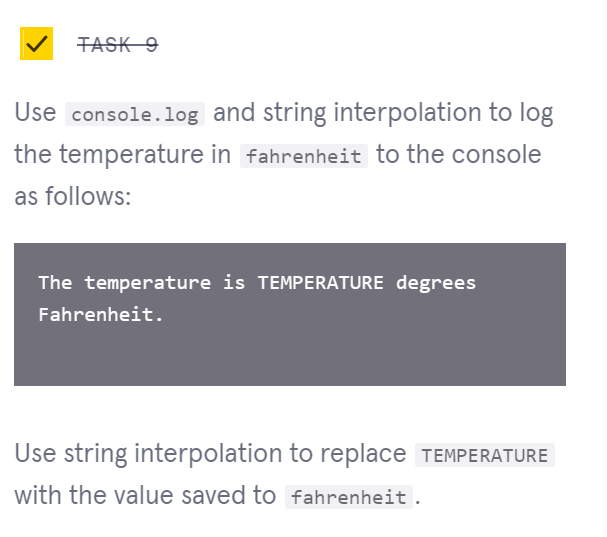 TASK 9
Use console.log and string interpolation to log
the temperature in fahrenheit to the console
as follows:
The temperature is TEMPERATURE degrees
Fahrenheit.
Use string interpolation to replace TEMPERATURE
with the value saved to fahrenheit.